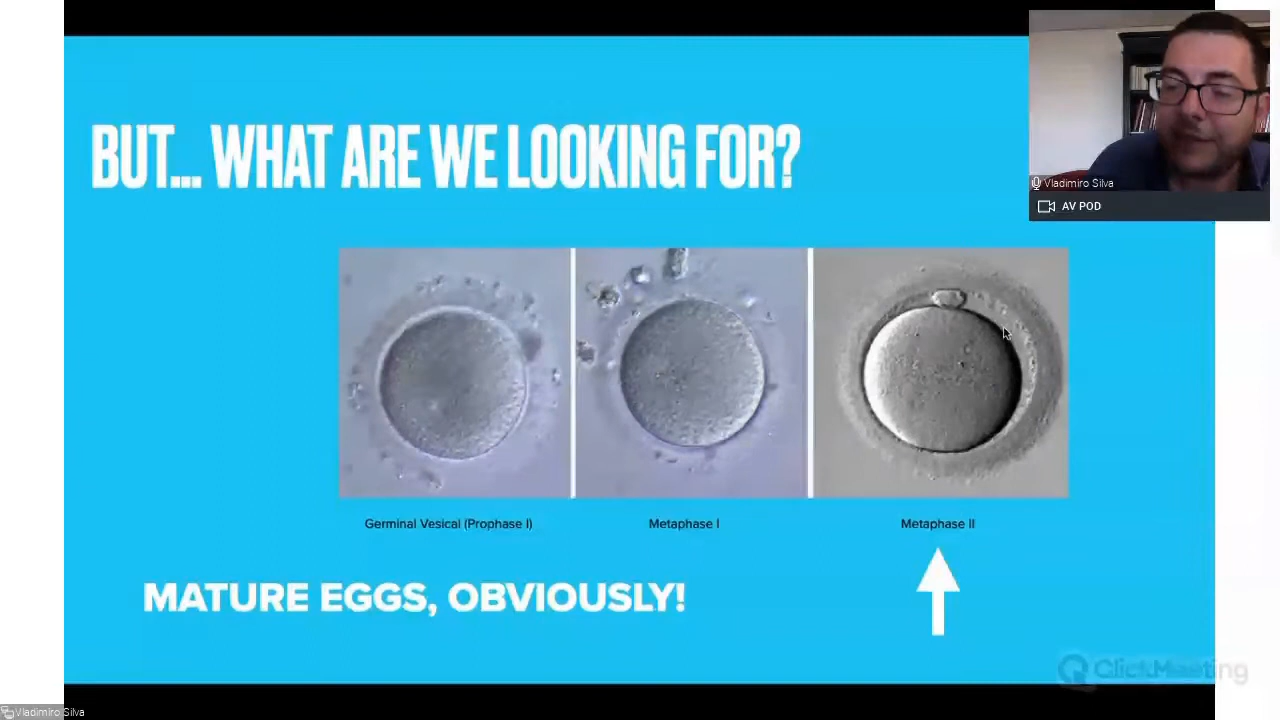 BUT... WHAT ARE WE LOOKING FOR?
Vladimiro Silva
AV POD
Germinal Vesical (Prophase I)
Metaphase I
Metaphase II
MATURE EGGS, OBVIOUSLY!
ClickMeeting
Vladimiro Silva